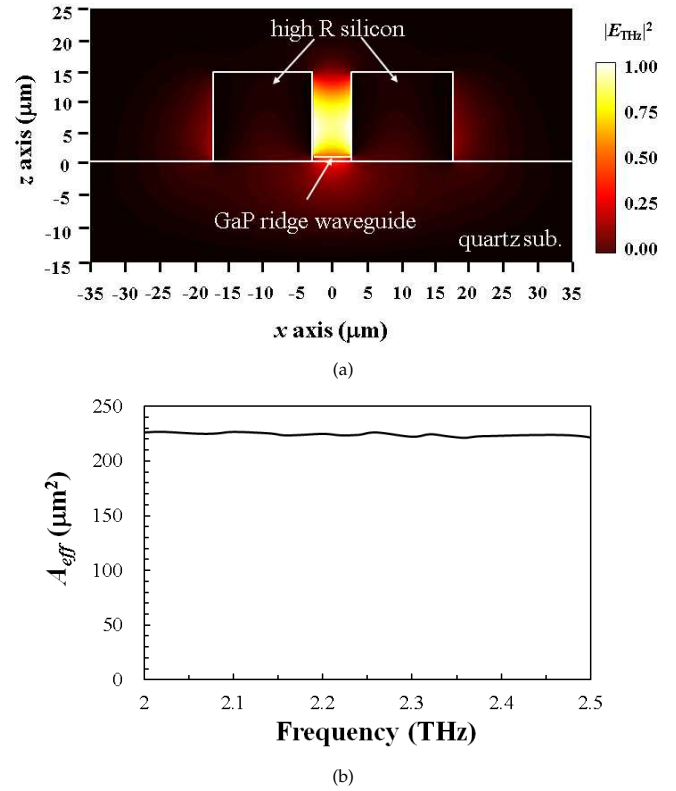 |E_THz|²
high R silicon
1.00
0.75
0.50
0.25
0.00
25
20
15
10
5
0
-5
-10
-15
z axis (μm)
GaP ridge waveguide
quartz sub.
-35 -30 -25 -20 -15 -10 -5 0 5 10 15 20 25 30 35
x axis (μm)
(a)
250
200
150
100
50
0
A_eff (μm²)
2 2.1 2.2 2.3 2.4 2.5
Frequency (THz)
(b)